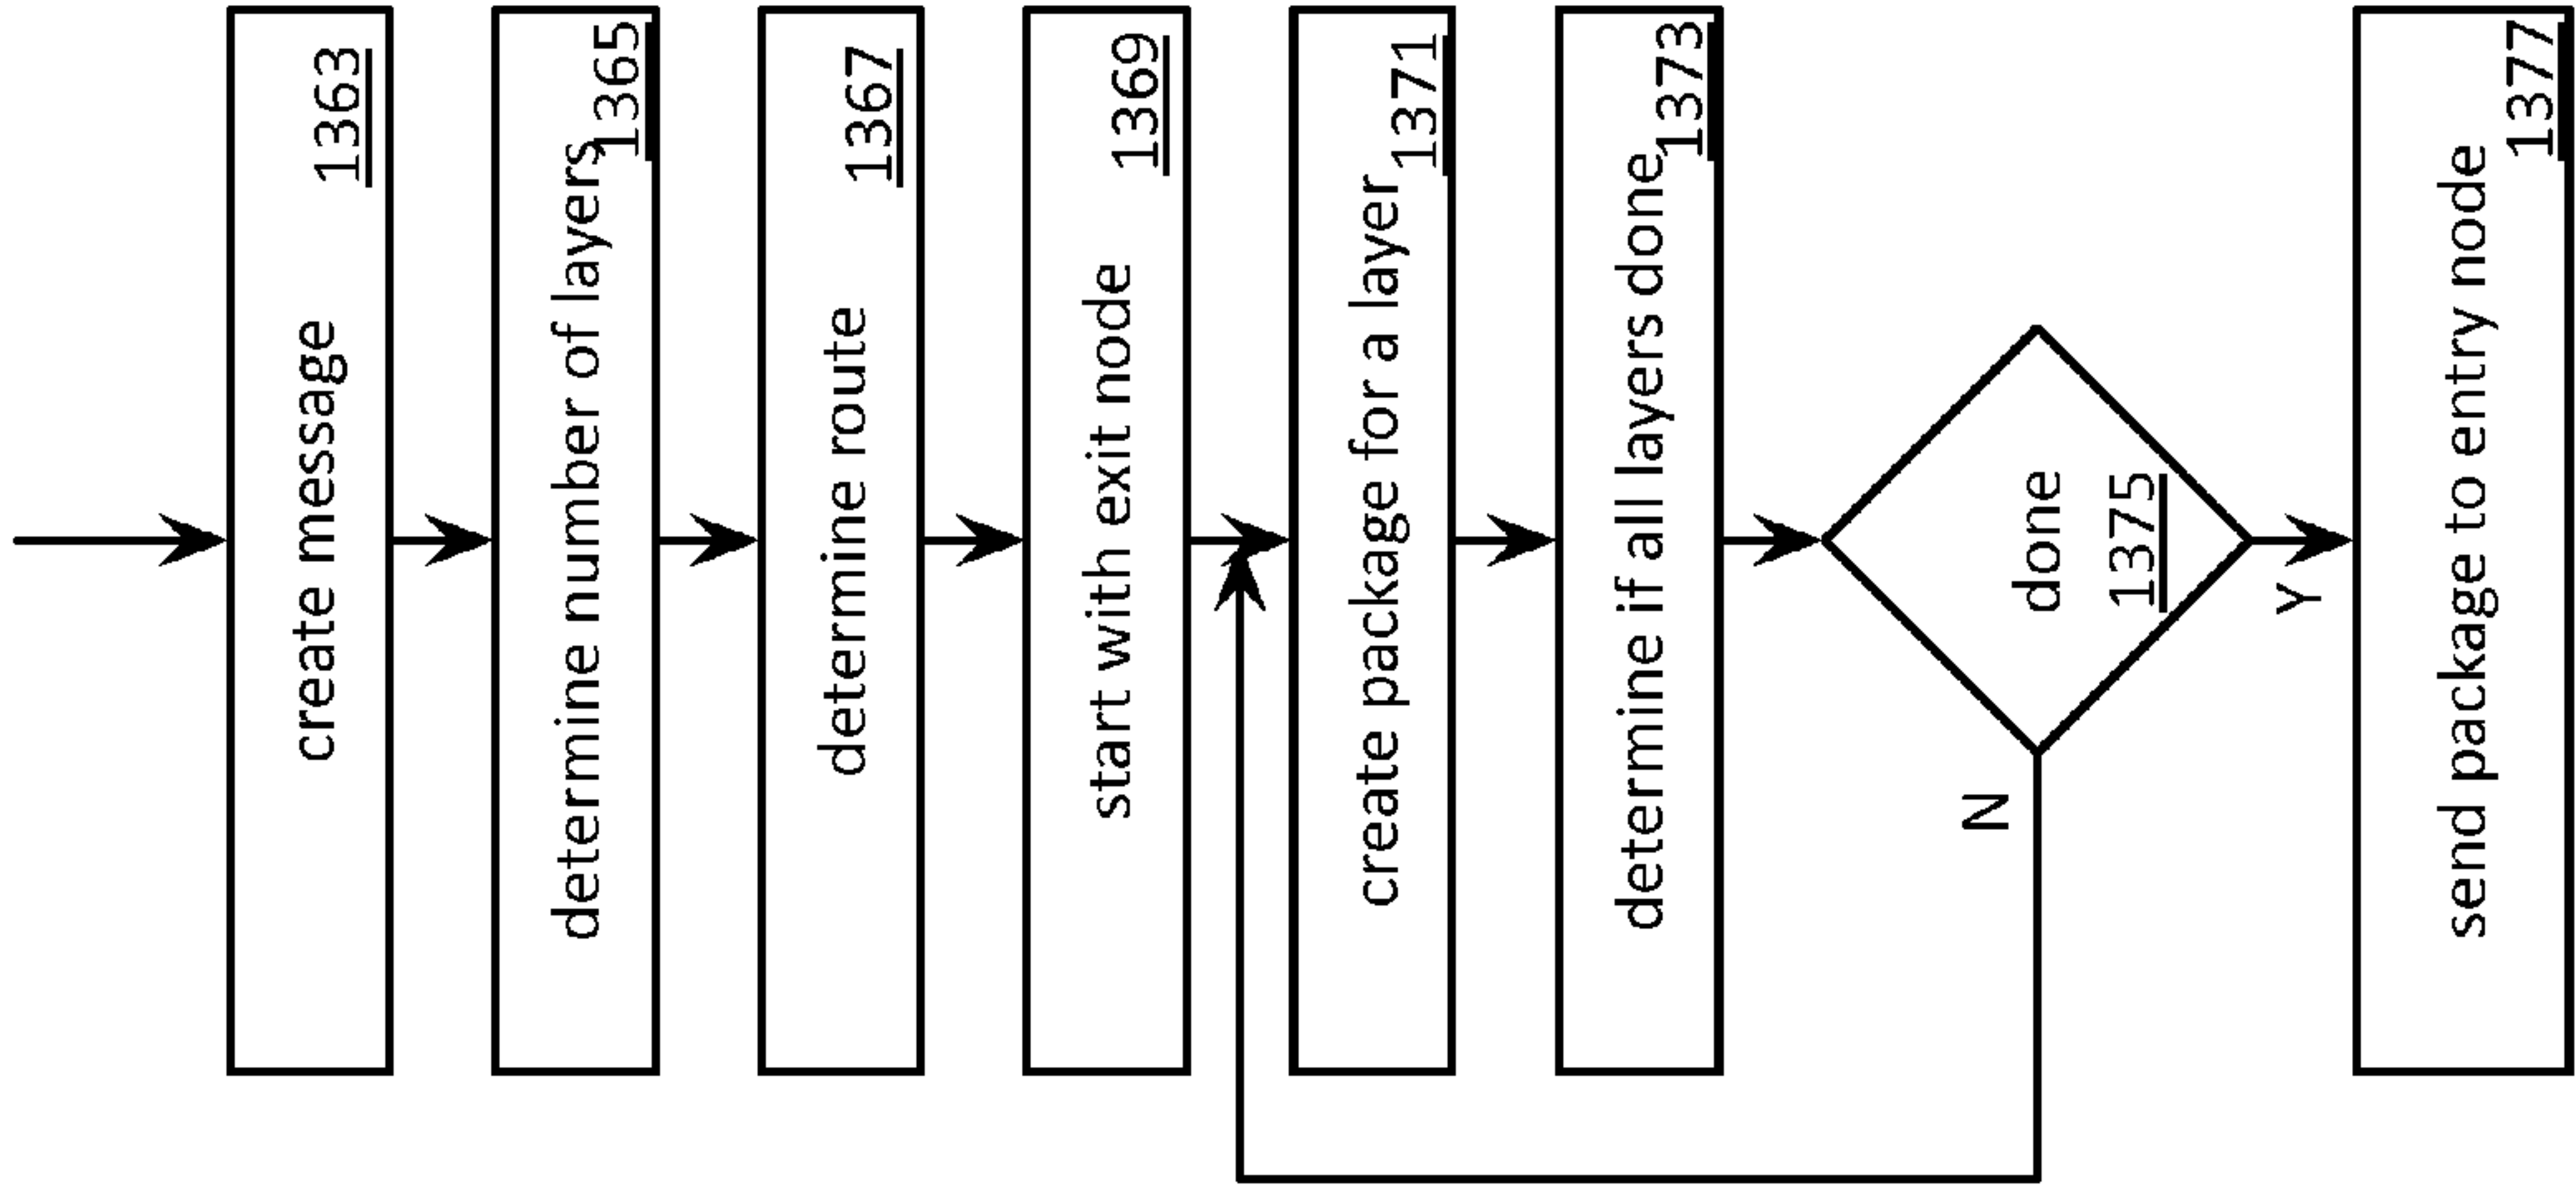 create message
1363
determine number of layers
1365
determine route
1367
start with exit node
1369
create package for a layer
1371
determine if all layers done
1373
done
1375
N
Y
send package to entry node
1377